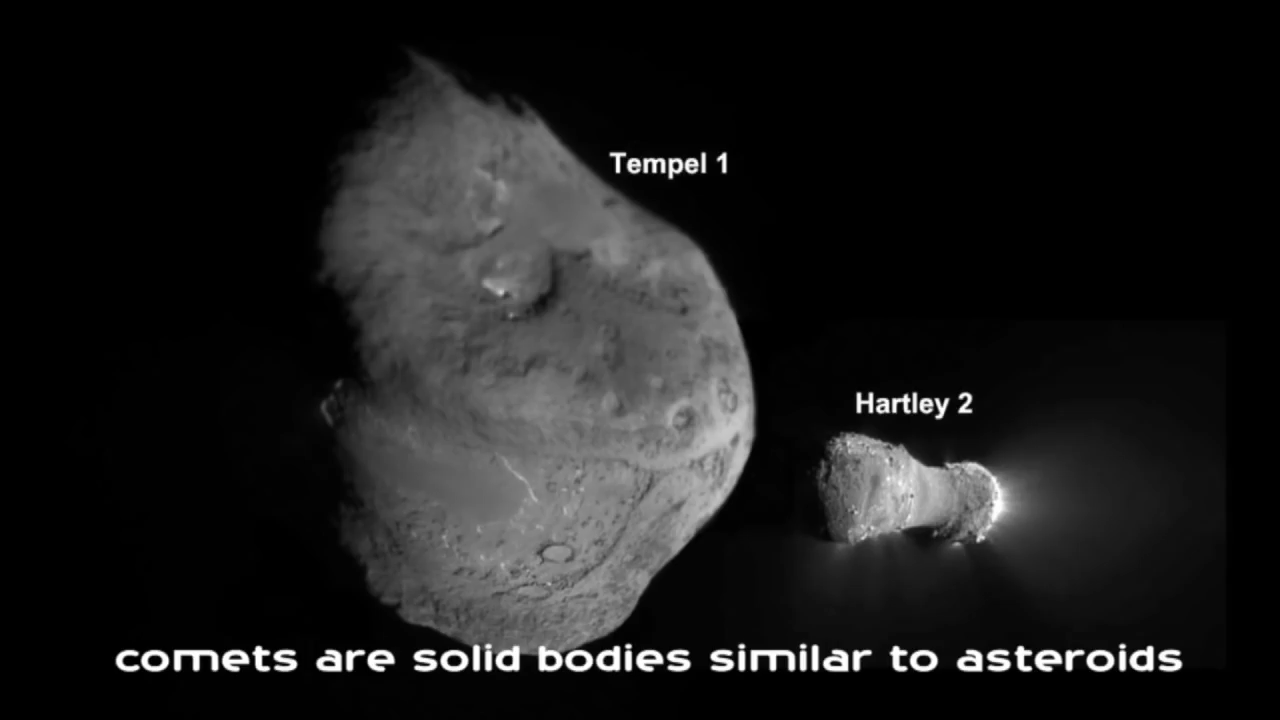 Tempel 1
Hartley 2
comets are solid bodies similar to asteroids